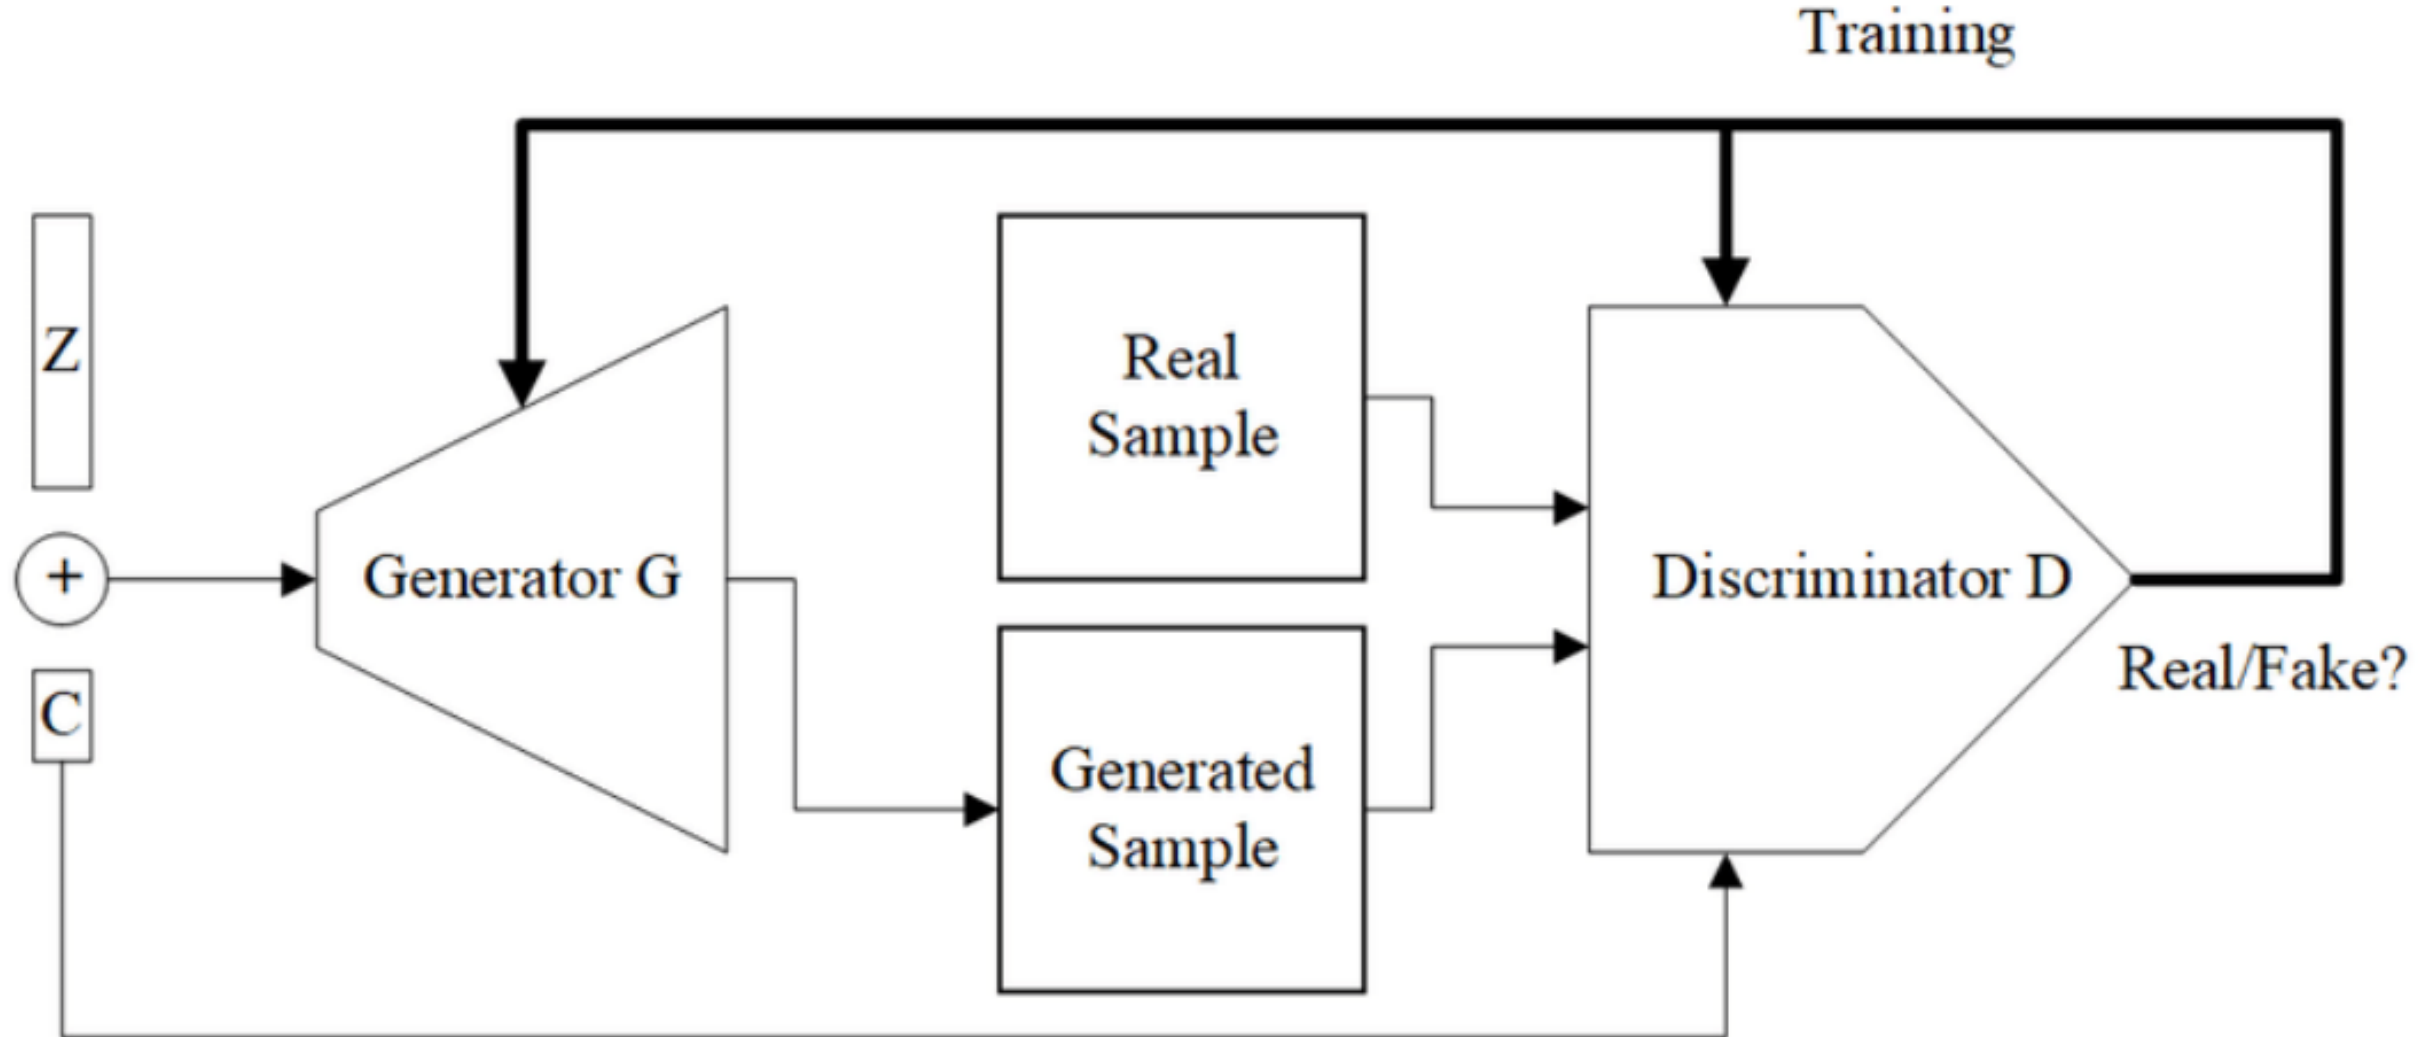 Training
Z
Real
Sample
+
Generator G
Discriminator D
Real/Fake?
C
Generated
Sample